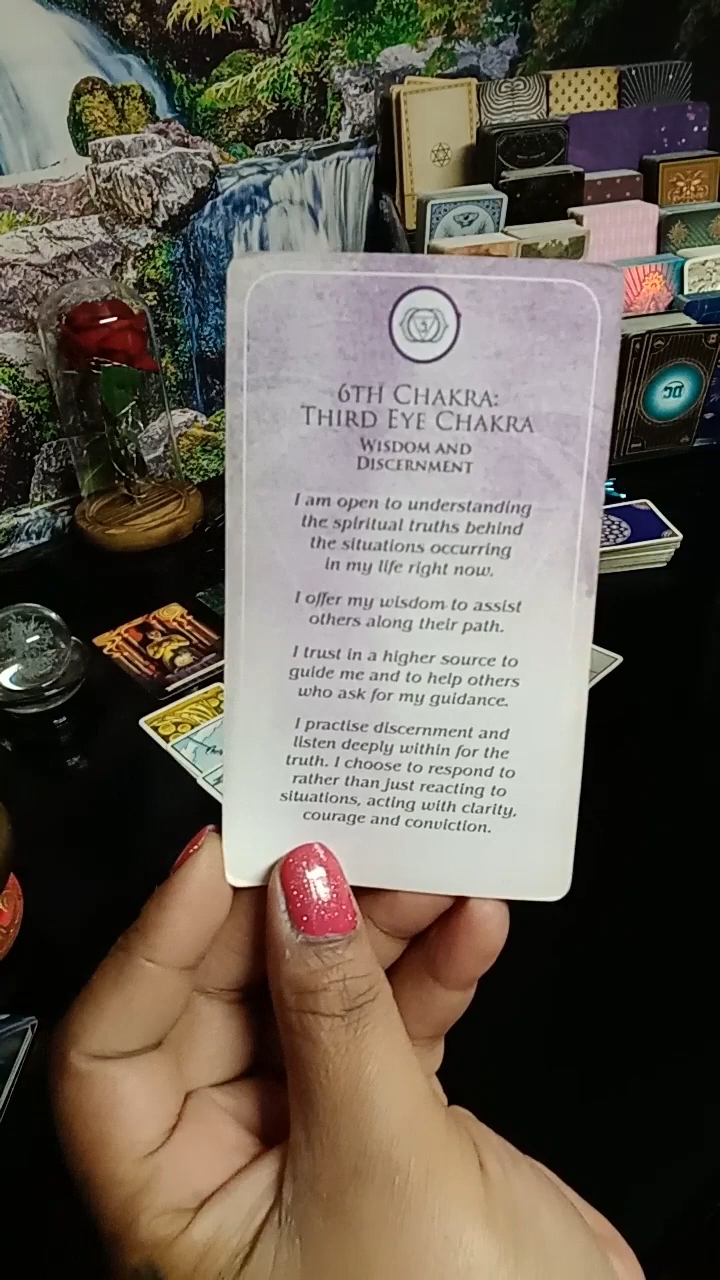 6TH CHAKRA:
THIRD EYE CHAKRA
WISDOM AND
DISCERNMENT
I am open to understanding
the spiritual truths behind
the situations occurring
in my life right now.
I offer my wisdom to assist
others along their path.
I trust in a higher source to
guide me and to help others
who ask for my guidance.
I practise discernment and
listen deeply within for the
truth. I choose to respond to
rather than just reacting to
situations, acting with clarity,
courage and conviction.